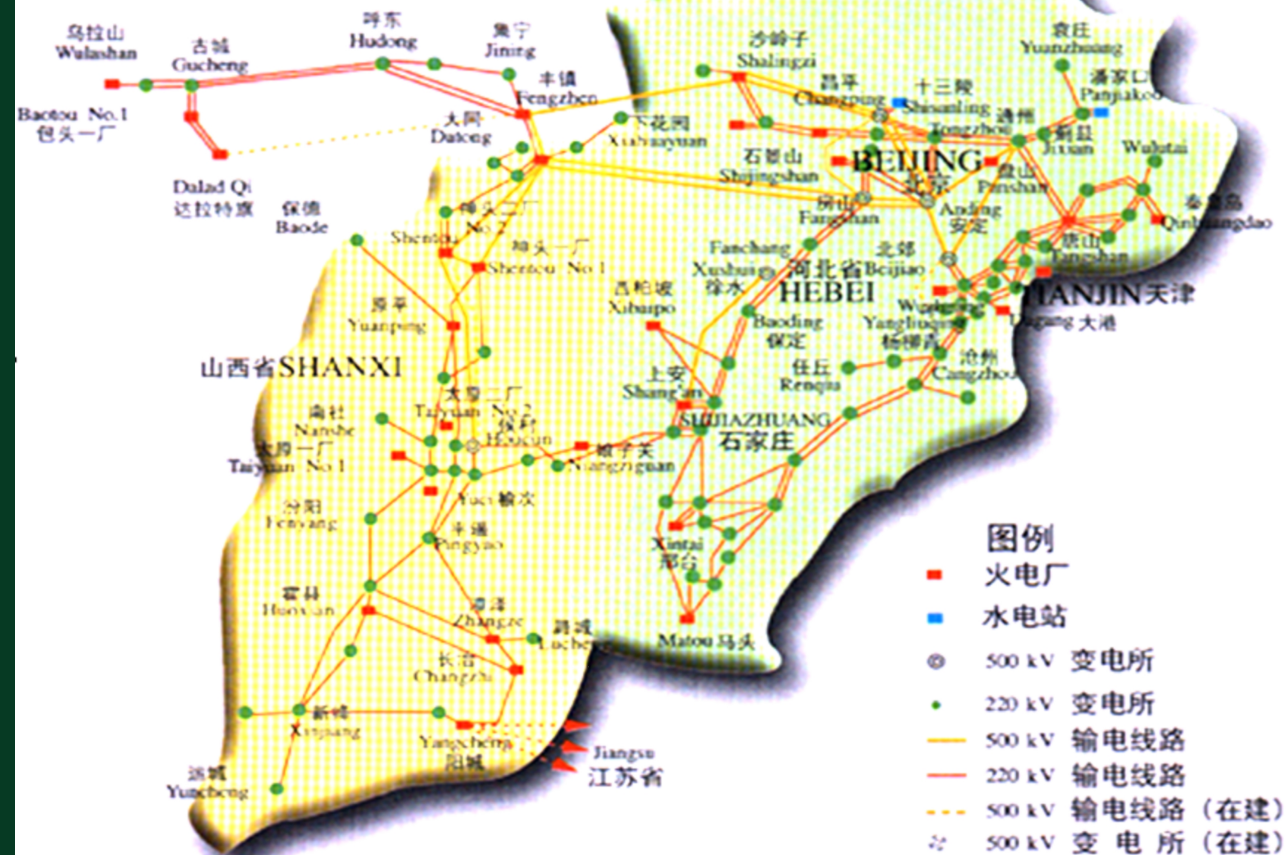 乌拉山
Wulashan
古城
Gucheng
呼东
Hudong
集宁
Jining
丰镇
Fengzhen
Baotou No.1
包头一厂
Dalad Qi
达拉特旗
大同
Datong
下花园
Xiahuayuan
沙岭子
Shalingzi
昌平
Changping
十三陵
Shisanling
袁庄
Yuanzhuang
潘家口
Panjiakou
通州
Tongzhou
蓟县
Jixian
Wulutai
石景山
Shijingshan
BEIJING
北京
盘山
Panshan
秦皇岛
Qinhuangdao
房山
Fangshan
Anding
安定
唐山
Tangshan
保德
Baode
神头二厂
No.2
Shentou
神头一厂
Shentou No.1
Fanchang
Xushui
徐水
河北省
HEBEI
北郊
Beijiao
TIANJIN天津
大港
Yangliuqing
杨柳青
原平
Yuanping
西柏坡
Xibaipo
Baoding
保定
任丘
Renqiu
沧州
Cangzhou
山西省SHANXI
上安
Shang'an
SHIJIAZHUANG
石家庄
太原二厂
Taiyuan No.2
侯村
Houcun
南社
Nanshe
太原一厂
Taiyuan No.1
娘子关
Niangziguan
Yuci 榆次
汾阳
Fenyang
平遥
Pingyao
Xintai
邢台
霍县
Huoxian
漳泽
Zhangze
潞城
长治
Changzhi
Matou 马头
新绛
Xinjiang
Yangcheng
阳城
Jiangsu
江苏省
运城
Yuncheng
图例
火电厂
水电站
500 kV 变电所
220 kV 变电所
500 kV 输电线路
220 kV 输电线路
500 kV 输电线路（在建）
500 kV 变 电 所（在建）